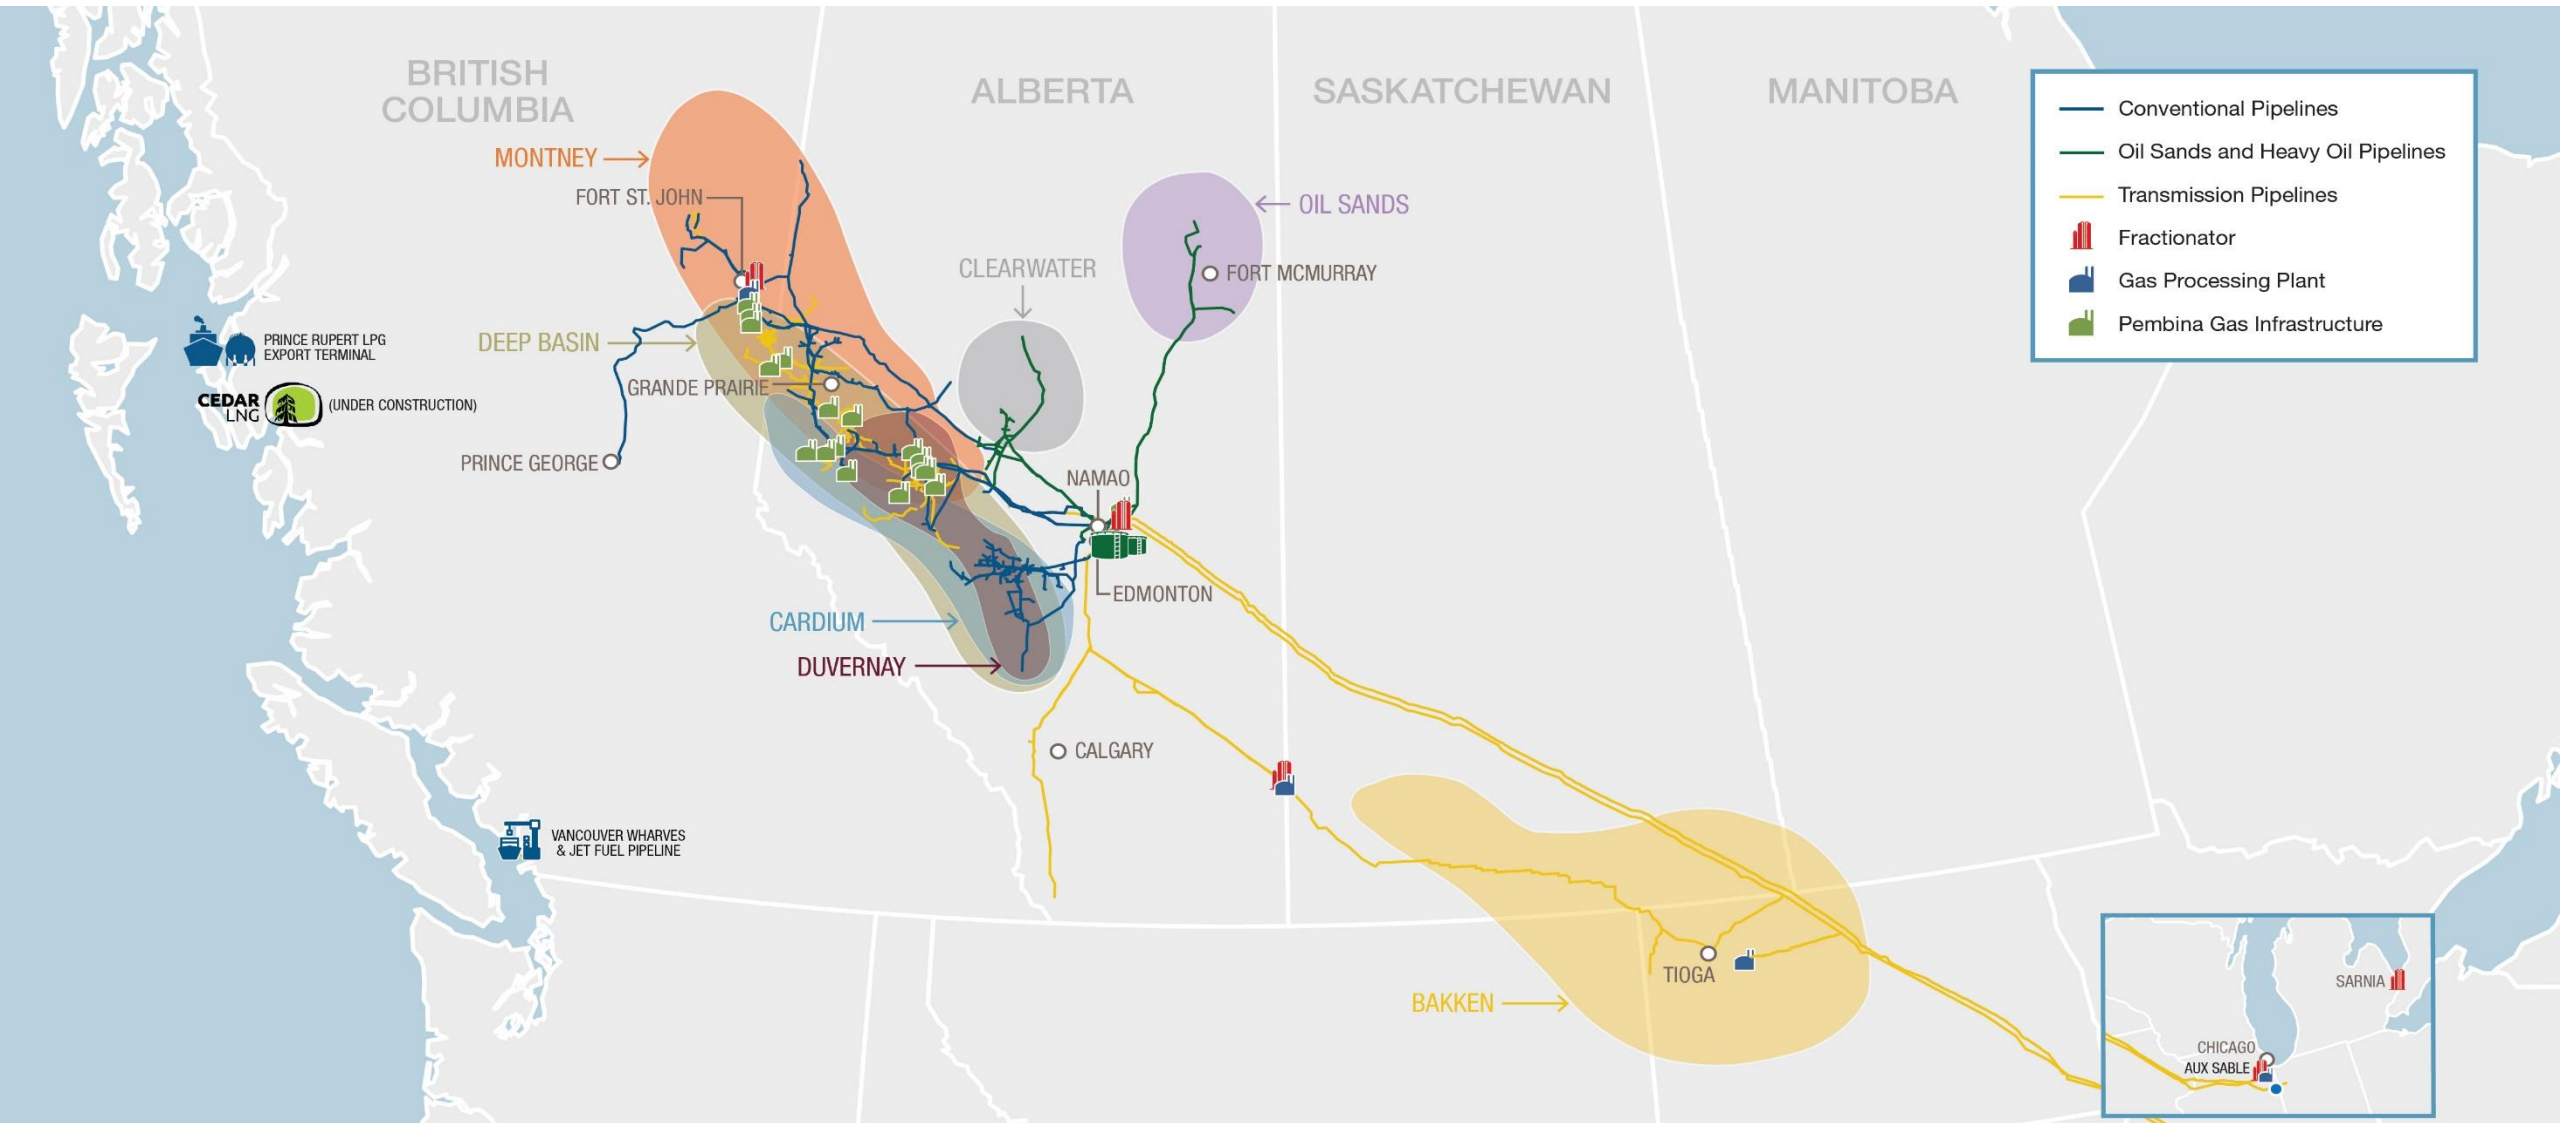 BRITISH
COLUMBIA
ALBERTA
SASKATCHEWAN
MANITOBA
MONTNEY
FORT ST. JOHN
OIL SANDS
CLEARWATER
FORT MCMURRAY
DEEP BASIN
PRINCE RUPERT LPG
EXPORT TERMINAL
GRANDE PRAIRIE
CEDAR
LNG
(UNDER CONSTRUCTION)
PRINCE GEORGE
NAMAO
EDMONTON
CARDIUM
DUVERNAY
CALGARY
VANCOUVER WHARVES
& JET FUEL PIPELINE
TIOGA
BAKKEN
Conventional Pipelines
Oil Sands and Heavy Oil Pipelines
Transmission Pipelines
Fractionator
Gas Processing Plant
Pembina Gas Infrastructure
SARNIA
CHICAGO
AUX SABLE